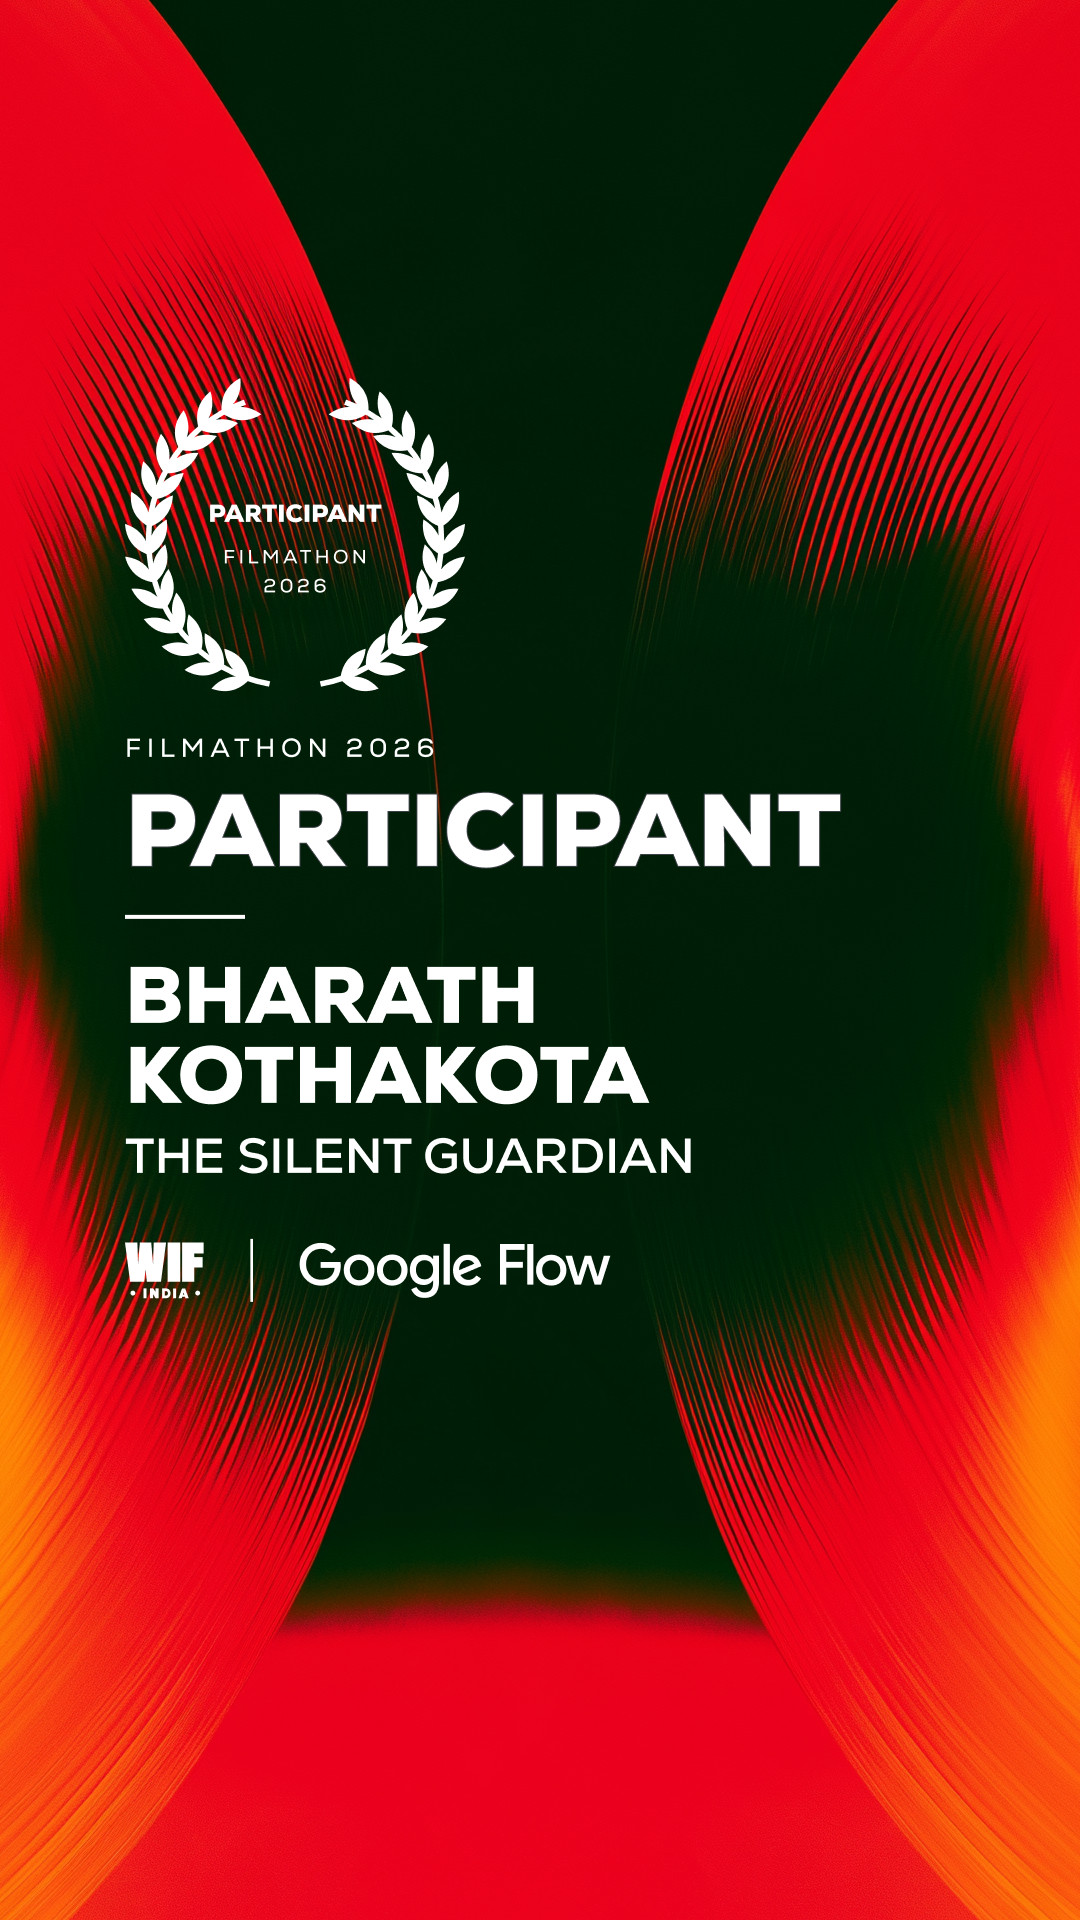 PARTICIPANT
FILMATHON
2026
FILMATHON 2026
PARTICIPANT
BHARATH
KOTHAKOTA
THE SILENT GUARDIAN
WIF
• INDIA •
Google Flow